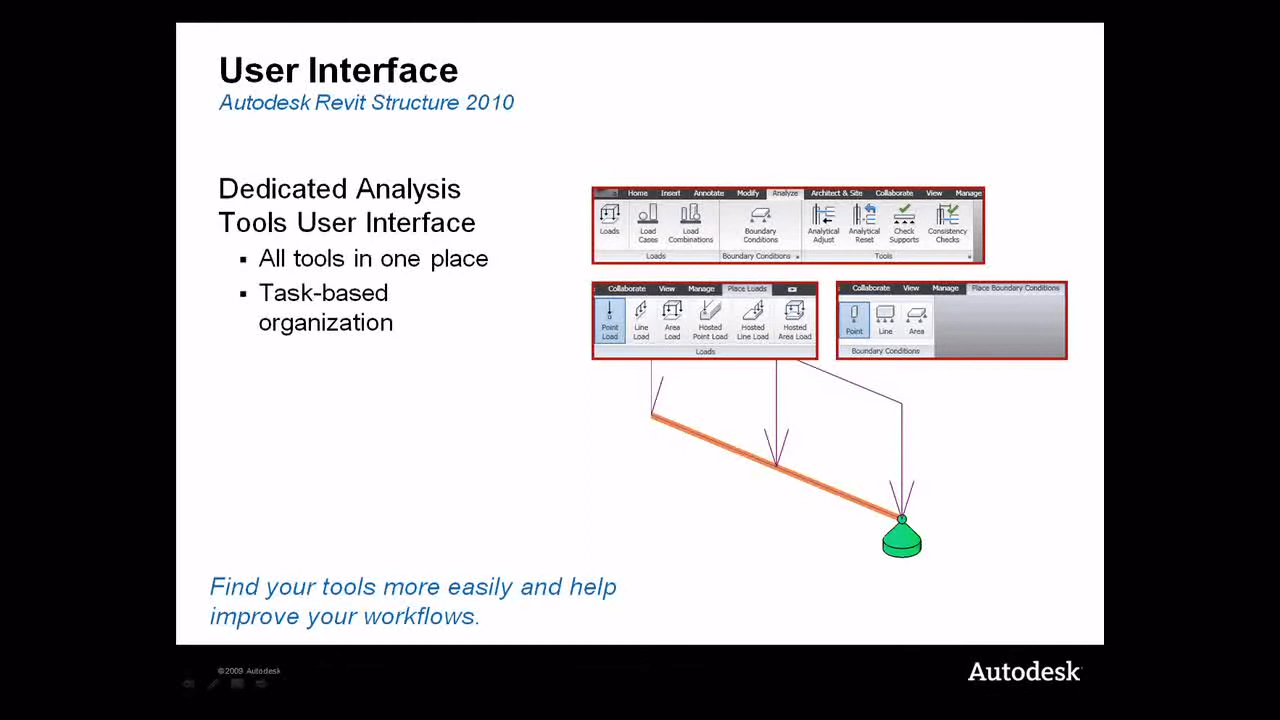 User Interface
Autodesk Revit Structure 2010
Dedicated Analysis
Tools User Interface
▪ All tools in one place
▪ Task-based
organization
Home Insert Annotate Modify Analyze Architect & Site Collaborate View Manage
Loads Load Cases Load Combinations Boundary Conditions Analytical Adjust Analytical Reset Check Supports Consistency Checks
Loads Boundary Conditions Tools
Collaborate View Manage Place Loads
Point Load Line Load Area Load Hosted Point Load Hosted Line Load Hosted Area Load
Loads
Collaborate View Manage Place Boundary Conditions
Point Line Area
Boundary Conditions
Find your tools more easily and help
improve your workflows.
©2009 Autodesk
Autodesk